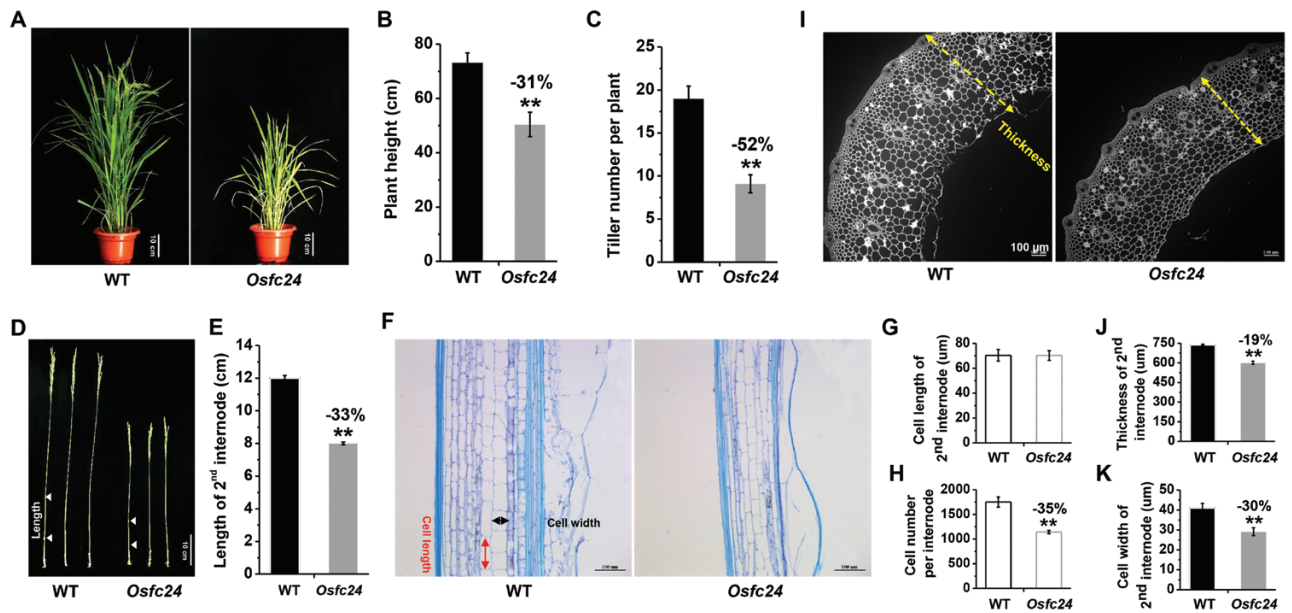 A
10 cm
10 cm
WT
Osfc24
B
Plant height (cm)
80
60
40
20
0
-31%
**
WT
Osfc24
C
Tiller number per plant
25
20
15
10
5
0
-52%
**
WT
Osfc24
I
Thickness
100 µm
WT
Osfc24
D
Length
10 cm
WT
Osfc24
E
Length of 2nd internode (cm)
14
12
10
8
6
4
2
0
-33%
**
WT
Osfc24
F
Cell length
Cell width
WT
Osfc24
G
Cell length of
2nd internode (um)
80
60
40
20
0
WT
Osfc24
H
Cell number
per internode
2000
1500
1000
500
0
-35%
**
WT
Osfc24
J
Thickness of 2nd
internode (um)
750
600
450
300
150
0
-19%
**
WT
Osfc24
K
Cell width of
2nd internode (um)
50
40
30
20
10
0
-30%
**
WT
Osfc24